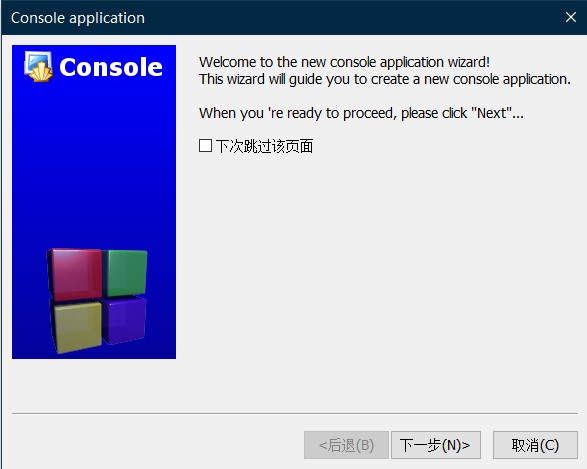 Console application
Console
Welcome to the new console application wizard!
This wizard will guide you to create a new console application.
When you 're ready to proceed, please click "Next"...
下次跳过该页面
<后退(B)
下一步(N)>
取消(C)